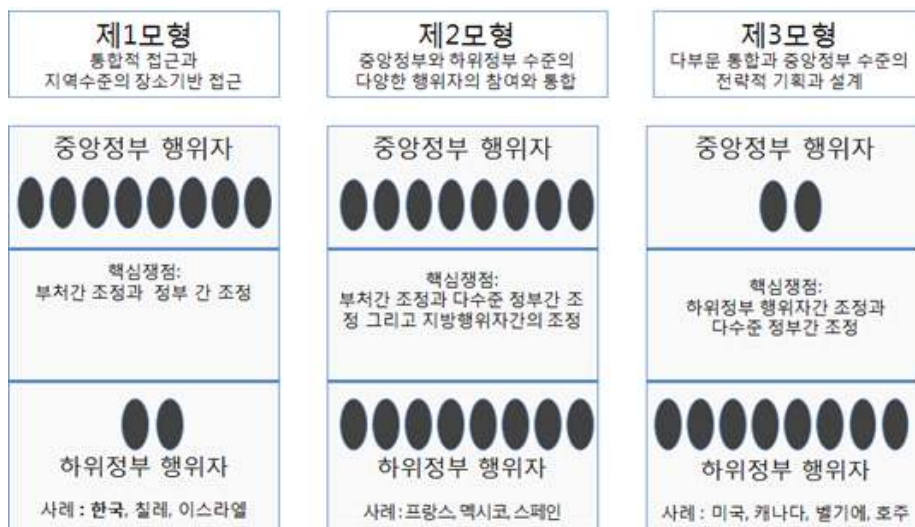 제1모형
통합적 접근과
지역수준의 장소기반 접근
중앙정부 행위자
핵심쟁점:
부처간 조정과 정부 간 조정
하위정부 행위자
사례 : 한국, 칠레, 이스라엘
제2모형
중앙정부와 하위정부 수준의
다양한 행위자의 참여와 통합
중앙정부 행위자
핵심쟁점:
부처간 조정과 다수준 정부간 조
정 그리고 지방행위자간의 조정
하위정부 행위자
사례 : 프랑스, 멕시코, 스페인
제3모형
다부문 통합과 중앙정부 수준의
전략적 기획과 설계
중앙정부 행위자
핵심쟁점:
하위정부 행위자간 조정과
다수준 정부간 조정
하위정부 행위자
사례 : 미국, 캐나다, 벨기에, 호주